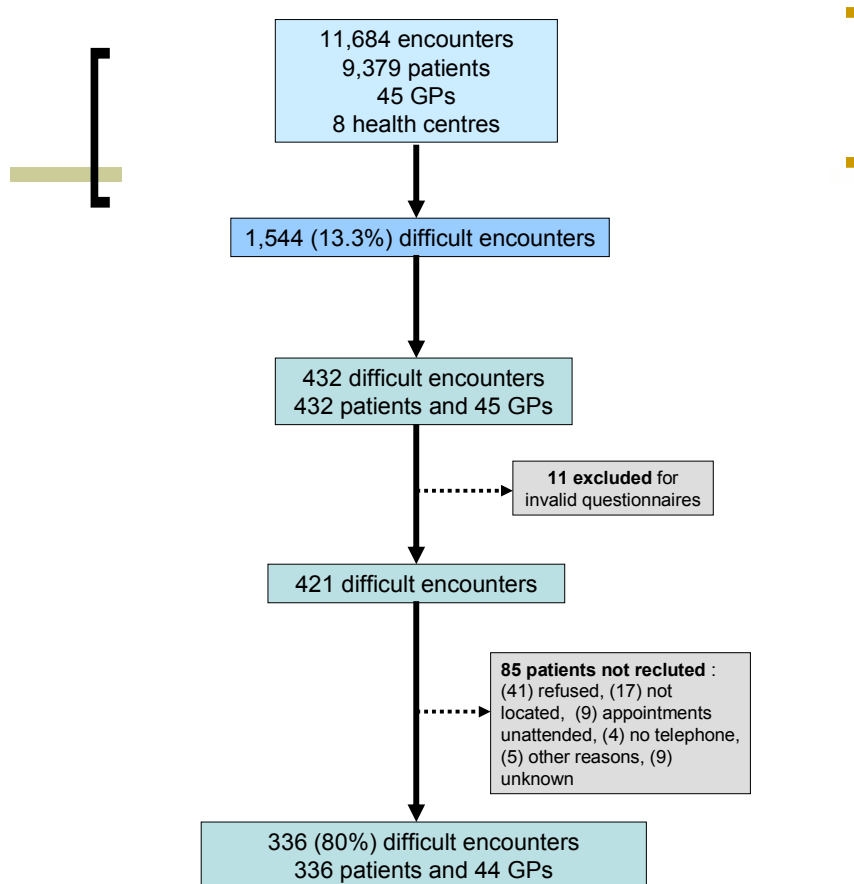 11,684 encounters
9,379 patients
45 GPs
8 health centres
1,544 (13.3%) difficult encounters
432 difficult encounters
432 patients and 45 GPs
11 excluded for
invalid questionnaires
421 difficult encounters
85 patients not recluted :
(41) refused, (17) not
located,  (9) appointments
unattended, (4) no telephone,
(5) other reasons, (9)
unknown
336 (80%) difficult encounters
336 patients and 44 GPs